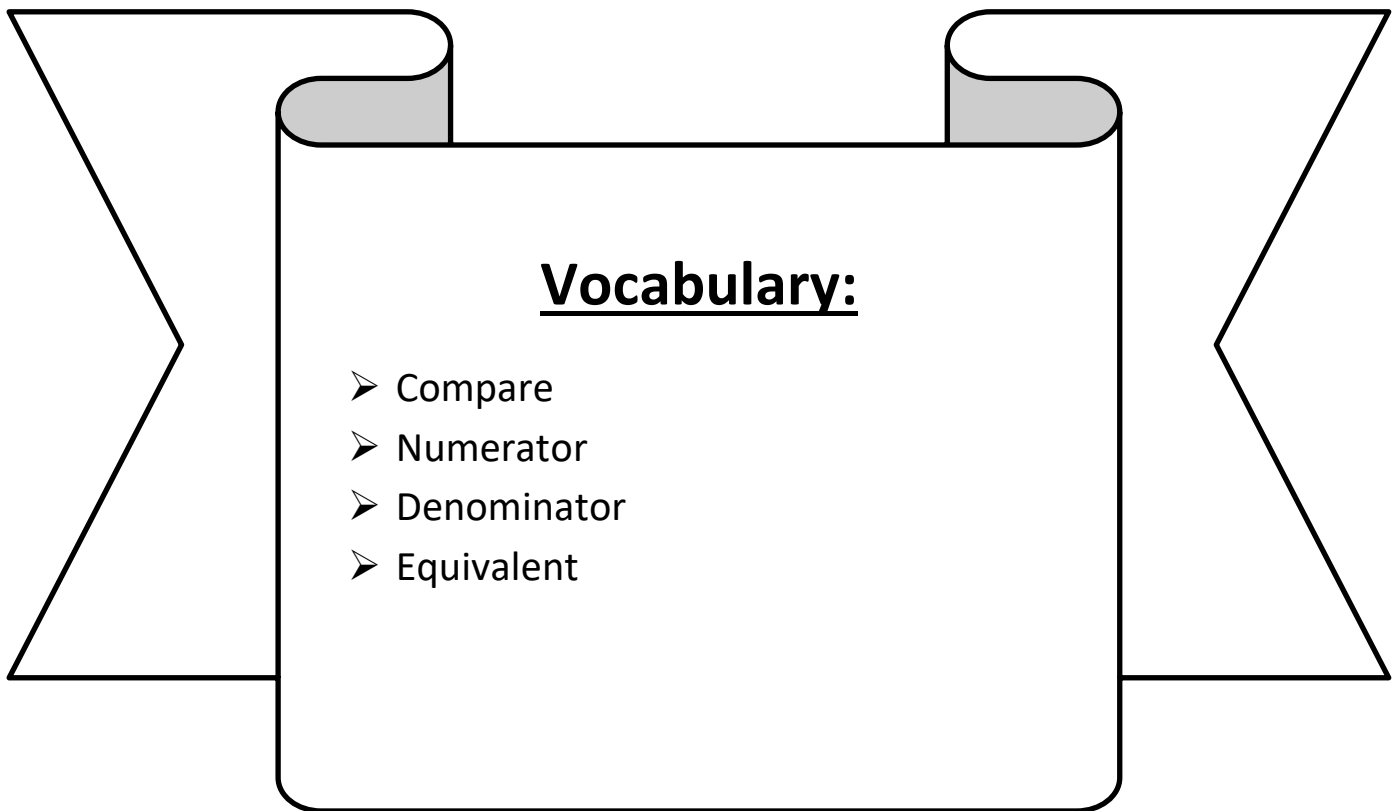 Vocabulary:
➢ Compare
➢ Numerator
➢ Denominator
➢ Equivalent